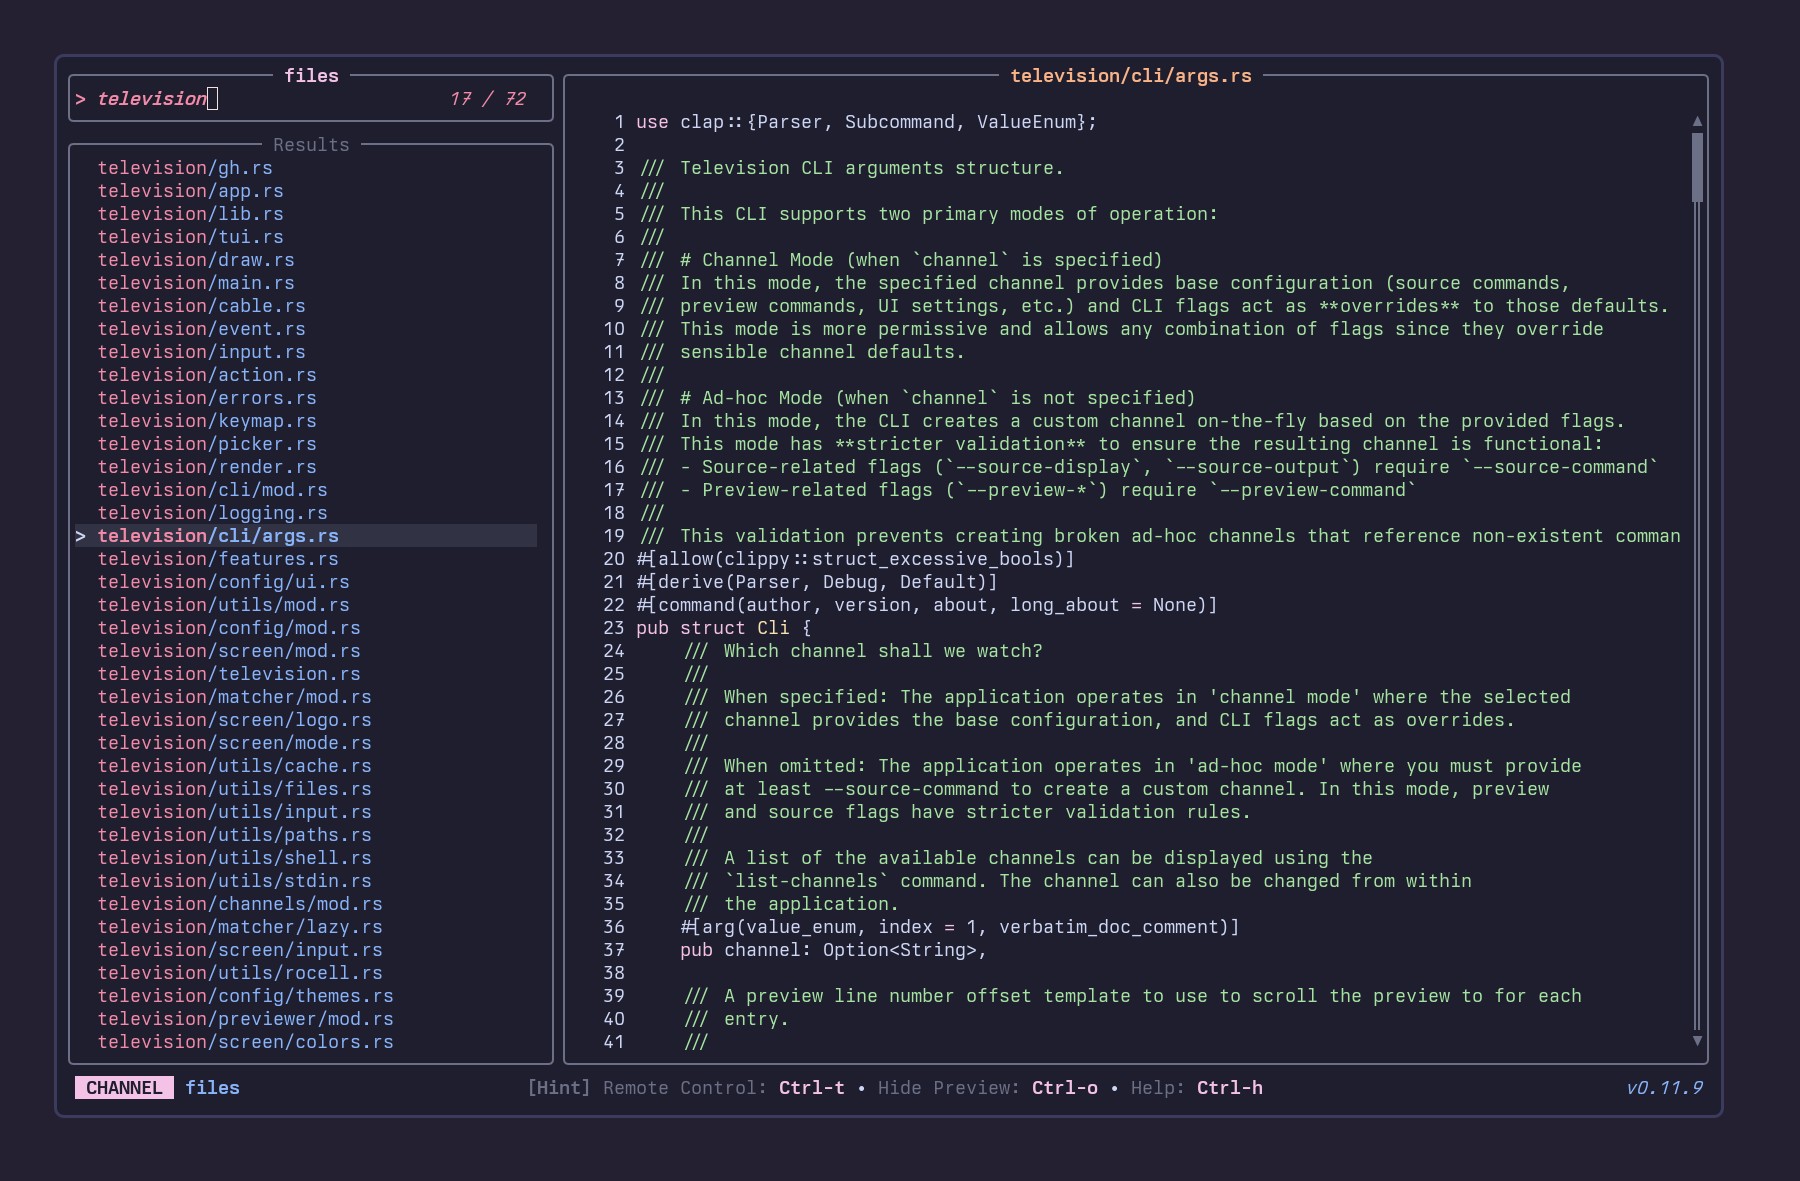 files
> television 17 / 72
Results
television/gh.rs
television/app.rs
television/lib.rs
television/tui.rs
television/draw.rs
television/main.rs
television/cable.rs
television/event.rs
television/input.rs
television/action.rs
television/errors.rs
television/keymap.rs
television/picker.rs
television/render.rs
television/cli/mod.rs
television/logging.rs
> television/cli/args.rs
television/features.rs
television/config/ui.rs
television/utils/mod.rs
television/config/mod.rs
television/screen/mod.rs
television/television.rs
television/matcher/mod.rs
television/screen/logo.rs
television/screen/mode.rs
television/utils/cache.rs
television/utils/files.rs
television/utils/input.rs
television/utils/paths.rs
television/utils/shell.rs
television/utils/stdin.rs
television/channels/mod.rs
television/matcher/lazy.rs
television/screen/input.rs
television/utils/rocell.rs
television/config/themes.rs
television/previewer/mod.rs
television/screen/colors.rs
television/cli/args.rs
1 use clap::{Parser, Subcommand, ValueEnum};
2
3 /// Television CLI arguments structure.
4 ///
5 /// This CLI supports two primary modes of operation:
6 ///
7 /// # Channel Mode (when `channel` is specified)
8 /// In this mode, the specified channel provides base configuration (source commands,
9 /// preview commands, UI settings, etc.) and CLI flags act as **overrides** to those defaults.
10 /// This mode is more permissive and allows any combination of flags since they override
11 /// sensible channel defaults.
12 ///
13 /// # Ad-hoc Mode (when `channel` is not specified)
14 /// In this mode, the CLI creates a custom channel on-the-fly based on the provided flags.
15 /// This mode has **stricter validation** to ensure the resulting channel is functional:
16 /// - Source-related flags (`--source-display`, `--source-output`) require `--source-command`
17 /// - Preview-related flags (`--preview-*`) require `--preview-command`
18 ///
19 /// This validation prevents creating broken ad-hoc channels that reference non-existent comman
20 #[allow(clippy::struct_excessive_bools)]
21 #[derive(Parser, Debug, Default)]
22 #[command(author, version, about, long_about = None)]
23 pub struct Cli {
24     /// Which channel shall we watch?
25     ///
26     /// When specified: The application operates in 'channel mode' where the selected
27     /// channel provides the base configuration, and CLI flags act as overrides.
28     ///
29     /// When omitted: The application operates in 'ad-hoc mode' where you must provide
30     /// at least --source-command to create a custom channel. In this mode, preview
31     /// and source flags have stricter validation rules.
32     ///
33     /// A list of the available channels can be displayed using the
34     /// `list-channels` command. The channel can also be changed from within
35     /// the application.
36     #[arg(value_enum, index = 1, verbatim_doc_comment)]
37     pub channel: Option<String>,
38
39     /// A preview line number offset template to use to scroll the preview to for each
40     /// entry.
41     ///
CHANNEL files [Hint] Remote Control: Ctrl-t • Hide Preview: Ctrl-o • Help: Ctrl-h v0.11.9